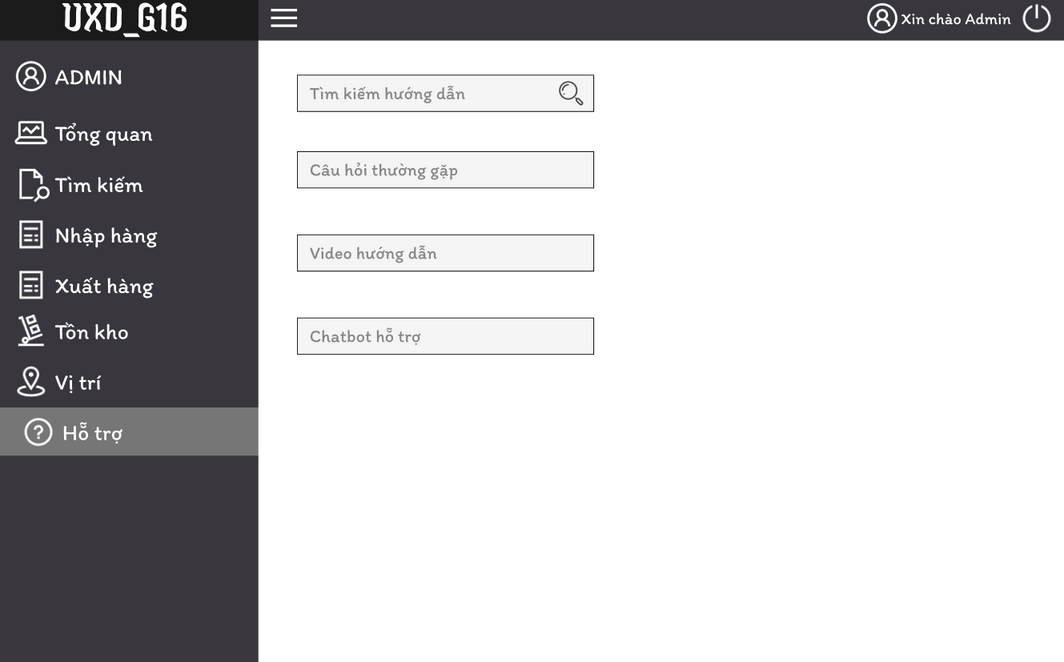 UXD_G16
Xin chào Admin
ADMIN
Tổng quan
Tìm kiếm
Nhập hàng
Xuất hàng
Tồn kho
Vị trí
Hỗ trợ
Tìm kiếm hướng dẫn
Câu hỏi thường gặp
Video hướng dẫn
Chatbot hỗ trợ